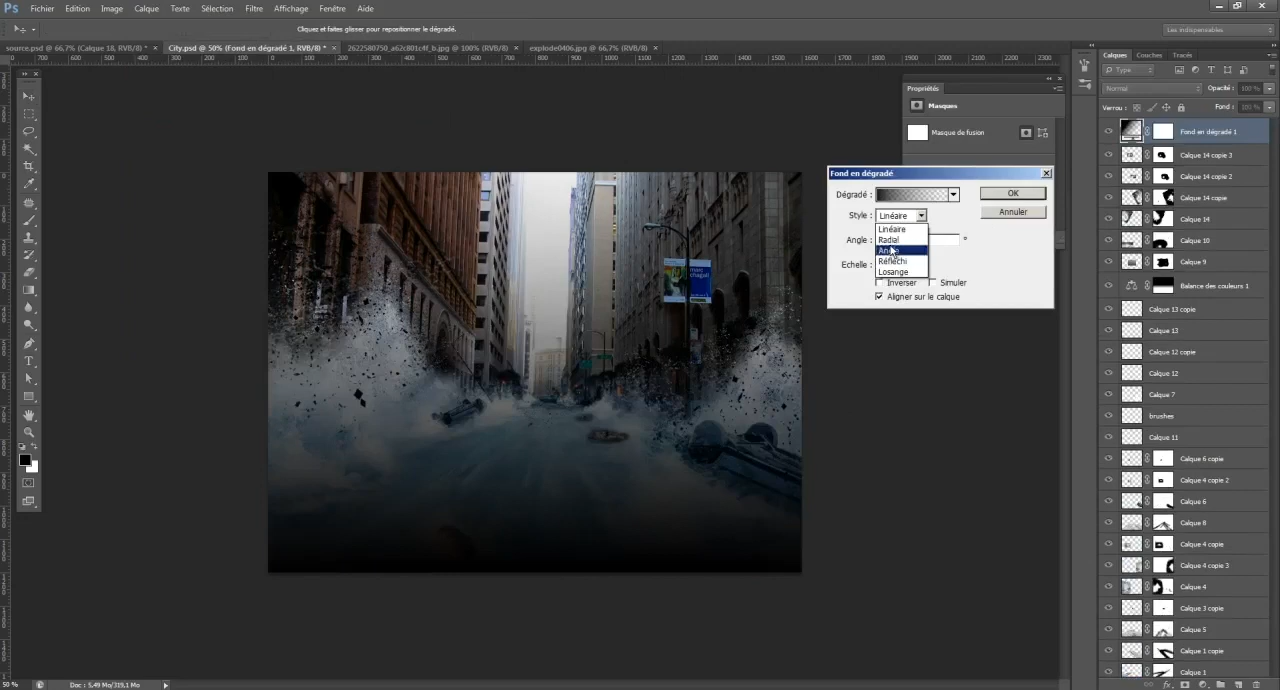 Ps Fichier Edition Image Calque Texte Sélection Filtre Affichage Fenêtre Aide
Cliquez et faites glisser pour repositionner le dégradé.
Les indispensables
source.psd @ 66,7% (Calque 18, RVB/8) *
City.psd @ 50% (Fond en dégradé 1, RVB/8) *
2622580750_a62c801c4f_b.jpg @ 100% (RVB/8)
explode0406.jpg @ 66,7% (RVB/8)
Propriétés
Masques
Masque de fusion
Fond en dégradé
Dégradé :
OK
Style : Linéaire
Annuler
Linéaire
Radial
Angle :
Réfléchi
Echelle :
Losange
Inverser
Simuler
Aligner sur le calque
Calques Couches Tracés
Type
Normal
Opacité : 100 %
Verrou :
Fond : 100 %
Fond en dégradé 1
Calque 14 copie 3
Calque 14 copie 2
Calque 14 copie
Calque 14
Calque 10
Calque 9
Balance des couleurs 1
Calque 13 copie
Calque 13
Calque 12 copie
Calque 12
Calque 7
brushes
Calque 11
Calque 6 copie
Calque 4 copie 2
Calque 6
Calque 8
Calque 4 copie
Calque 4 copie 3
Calque 4
Calque 3 copie
Calque 5
Calque 1 copie
Calque 1
50 %
Doc : 5,49 Mo/319,1 Mo